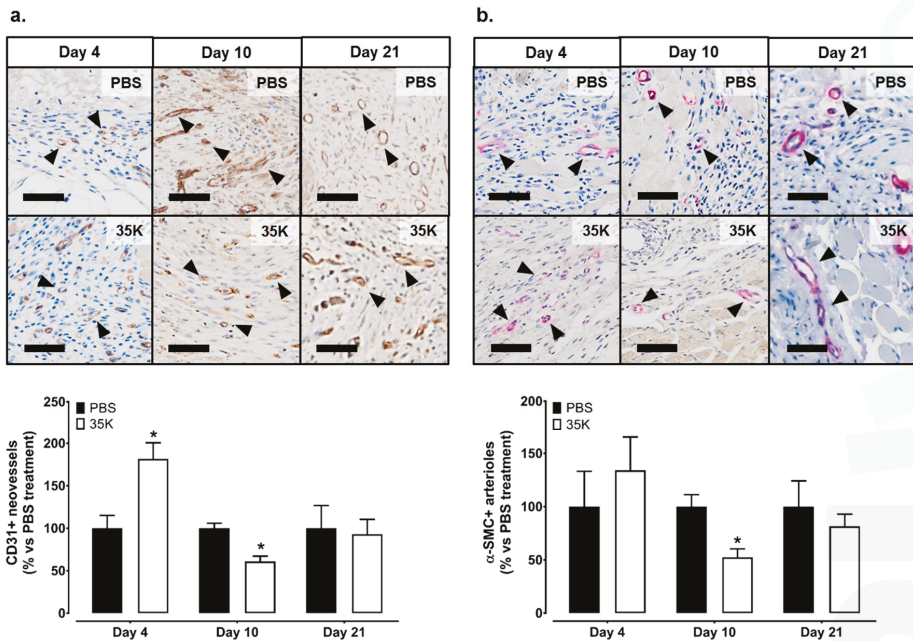 a.
Day 4 Day 10 Day 21
PBS PBS PBS
35K 35K 35K
250
200
150
100
50
0
CD31+ neovessels
(% vs PBS treatment)
PBS
35K
*
*
Day 4 Day 10 Day 21
b.
Day 4 Day 10 Day 21
PBS PBS PBS
35K 35K 35K
200
150
100
50
0
α-SMC+ arterioles
(% vs PBS treatment)
PBS
35K
*
Day 4 Day 10 Day 21